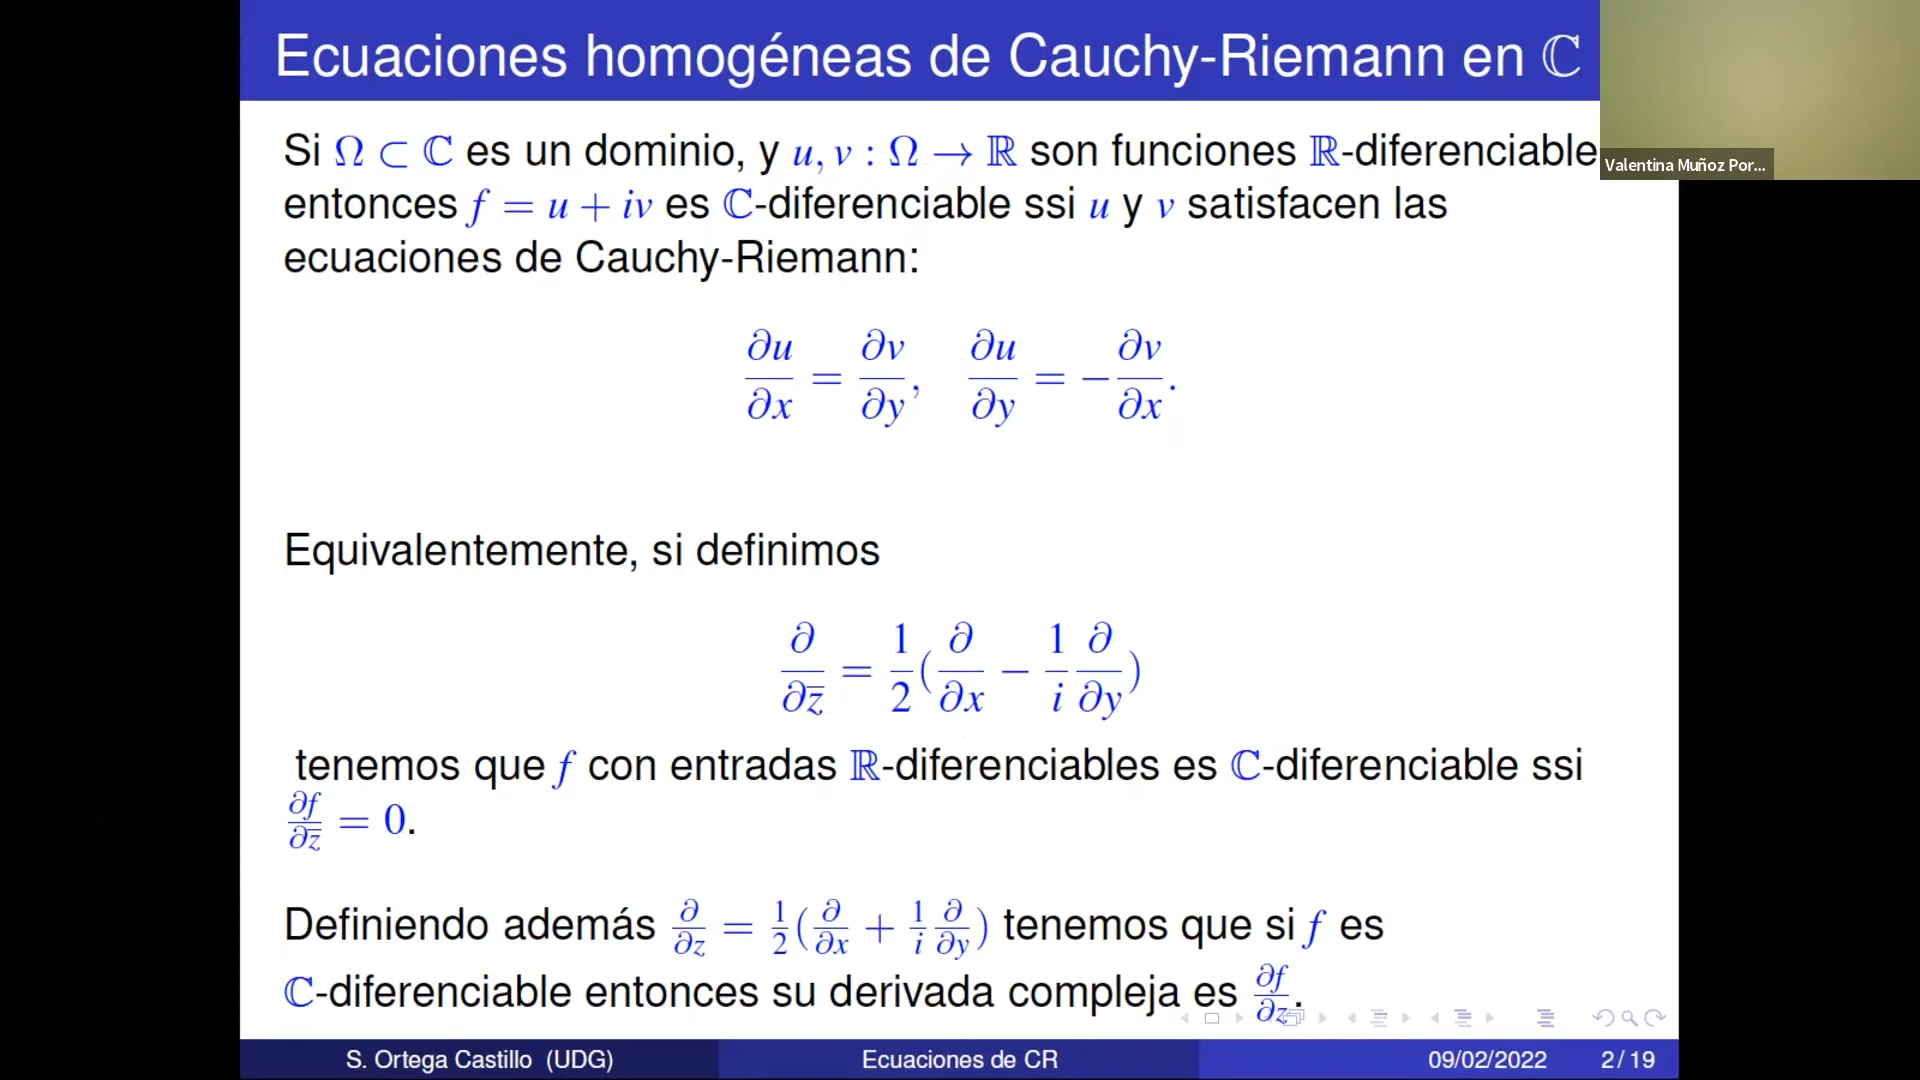 Ecuaciones homogéneas de Cauchy-Riemann en ℂ
Valentina Muñoz Por...
Si Ω ⊂ ℂ es un dominio, y u, v : Ω → ℝ son funciones ℝ-diferenciable
entonces f = u + iv es ℂ-diferenciable ssi u y v satisfacen las
ecuaciones de Cauchy-Riemann:
∂u/∂x = ∂v/∂y, ∂u/∂y = −∂v/∂x.
Equivalentemente, si definimos
∂/∂z̅ = 1/2(∂/∂x − 1/i ∂/∂y)
tenemos que f con entradas ℝ-diferenciables es ℂ-diferenciable ssi
∂f/∂z̅ = 0.
Definiendo además ∂/∂z = 1/2(∂/∂x + 1/i ∂/∂y) tenemos que si f es
ℂ-diferenciable entonces su derivada compleja es ∂f/∂z.
S. Ortega Castillo (UDG) Ecuaciones de CR 09/02/2022 2 / 19